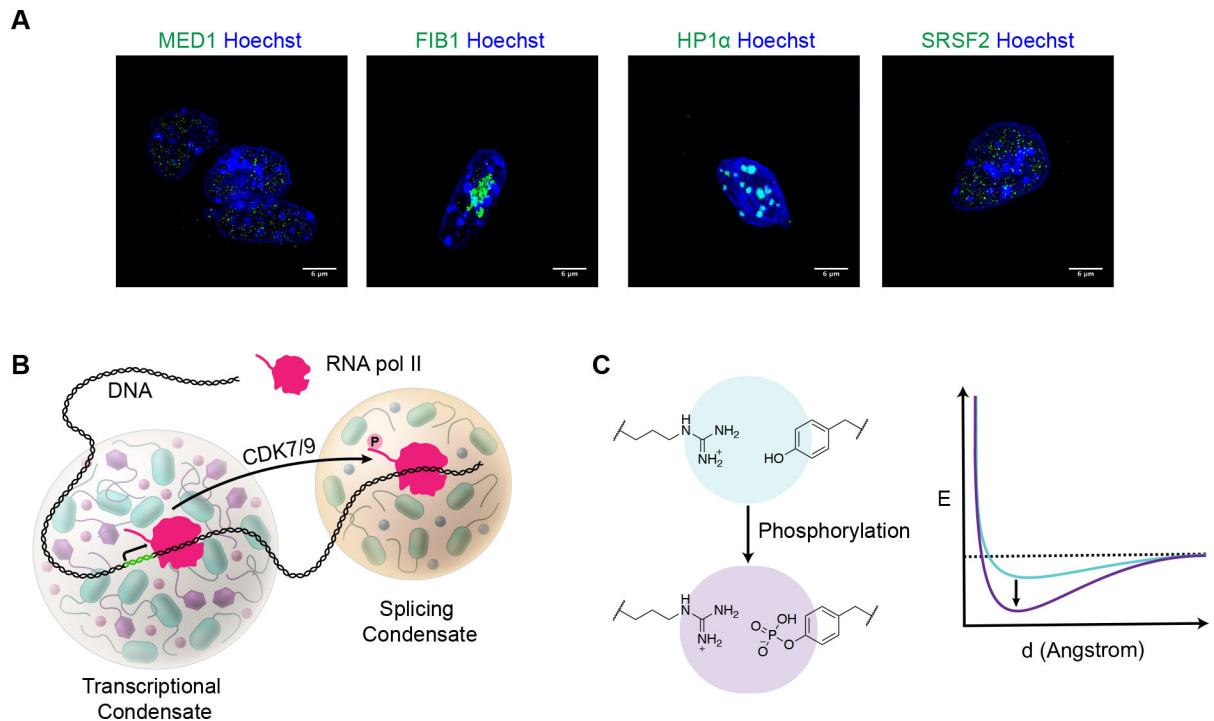 A
MED1 Hoechst
FIB1 Hoechst
HP1α Hoechst
SRSF2 Hoechst
6 µm
6 µm
6 µm
6 µm
B
RNA pol II
DNA
CDK7/9
P
Splicing
Condensate
Transcriptional
Condensate
C
H
N
NH₂
NH₂
+
HO
Phosphorylation
H
N
NH₂
NH₂
+
O
OH
P
O
O
−
E
d (Angstrom)